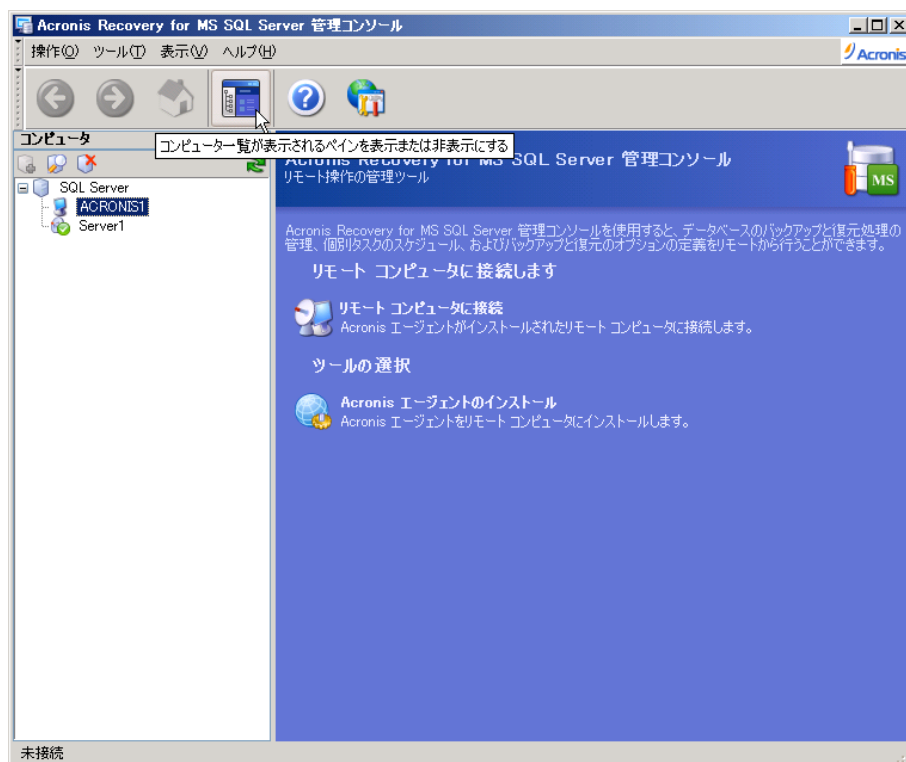 Acronis Recovery for MS SQL Server 管理コンソール
操作(O) ツール(T) 表示(V) ヘルプ(H)
Acronis
コンピュータ
コンピュータ一覧が表示されるペインを表示または非表示にする
SQL Server
ACRONIS1
Server1
Acronis Recovery for MS SQL Server 管理コンソール
リモート操作の管理ツール
MS
Acronis Recovery for MS SQL Server 管理コンソールを使用すると、データベースのバックアップと復元処理の
管理、個別タスクのスケジュール、およびバックアップと復元のオプションの定義をリモートから行うことができます。
リモート コンピュータに接続します
リモート コンピュータに接続
Acronis エージェントがインストールされたリモート コンピュータに接続します。
ツールの選択
Acronis エージェントのインストール
Acronis エージェントをリモート コンピュータにインストールします。
未接続